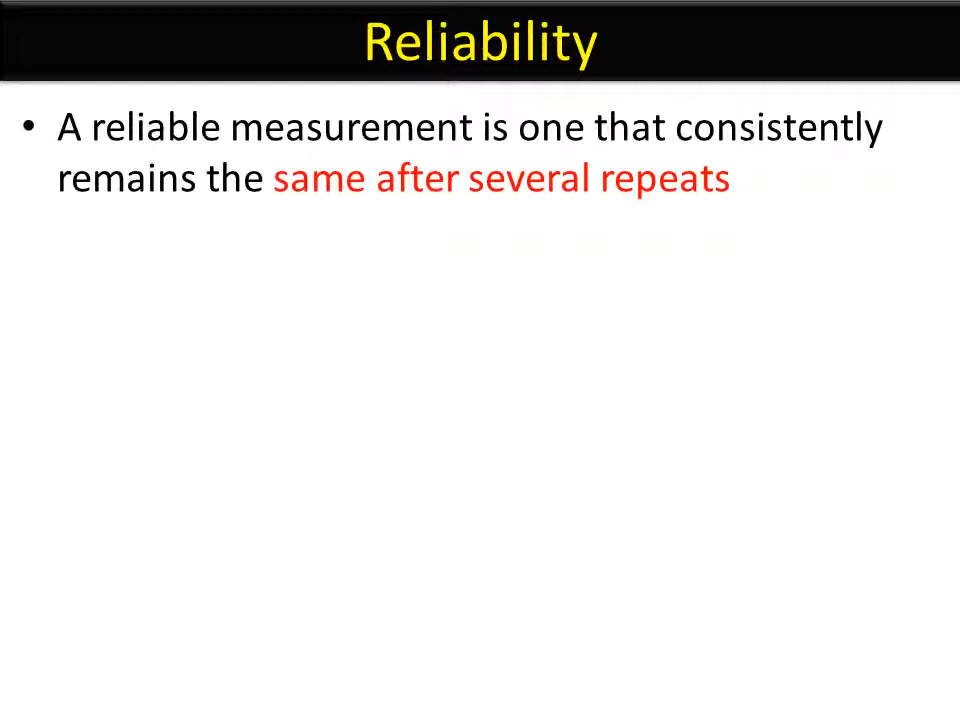 Reliability
• A reliable measurement is one that consistently
remains the same after several repeats